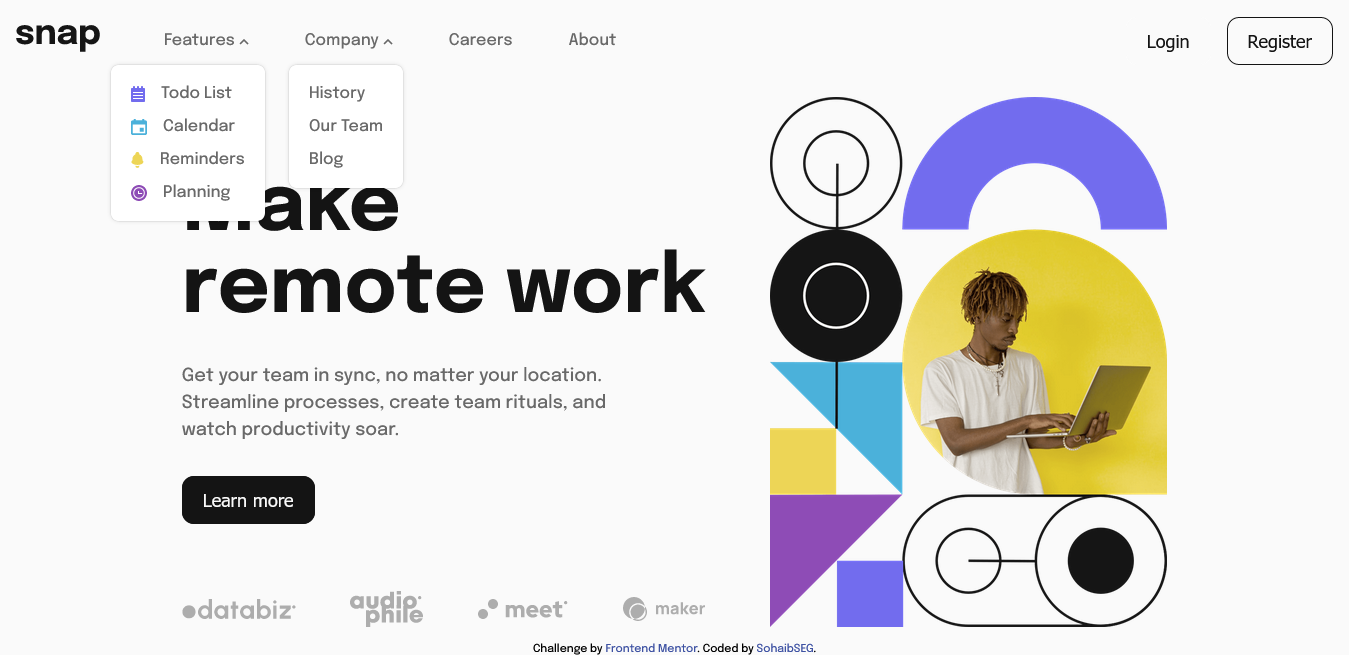 snap
Features
Company
Careers
About
Login
Register
Todo List
Calendar
Reminders
Planning
History
Our Team
Blog
Make
remote work
Get your team in sync, no matter your location.
Streamline processes, create team rituals, and
watch productivity soar.
Learn more
databiz
audiophile
meet
maker
Challenge by Frontend Mentor. Coded by SohaibSEG.